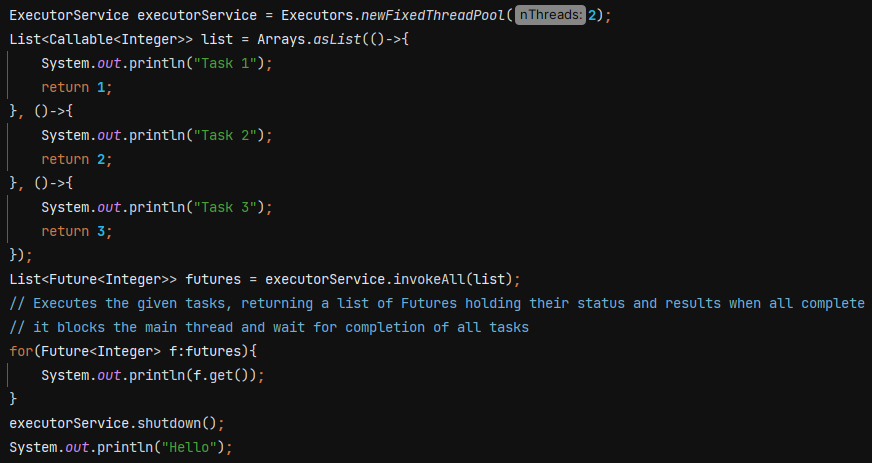 ExecutorService executorService = Executors.newFixedThreadPool( nThreads: 2);
List<Callable<Integer>> list = Arrays.asList(()->{
    System.out.println("Task 1");
    return 1;
}, ()->{
    System.out.println("Task 2");
    return 2;
}, ()->{
    System.out.println("Task 3");
    return 3;
});
List<Future<Integer>> futures = executorService.invokeAll(list);
// Executes the given tasks, returning a list of Futures holding their status and results when all complete
// it blocks the main thread and wait for completion of all tasks
for(Future<Integer> f:futures){
    System.out.println(f.get());
}
executorService.shutdown();
System.out.println("Hello");